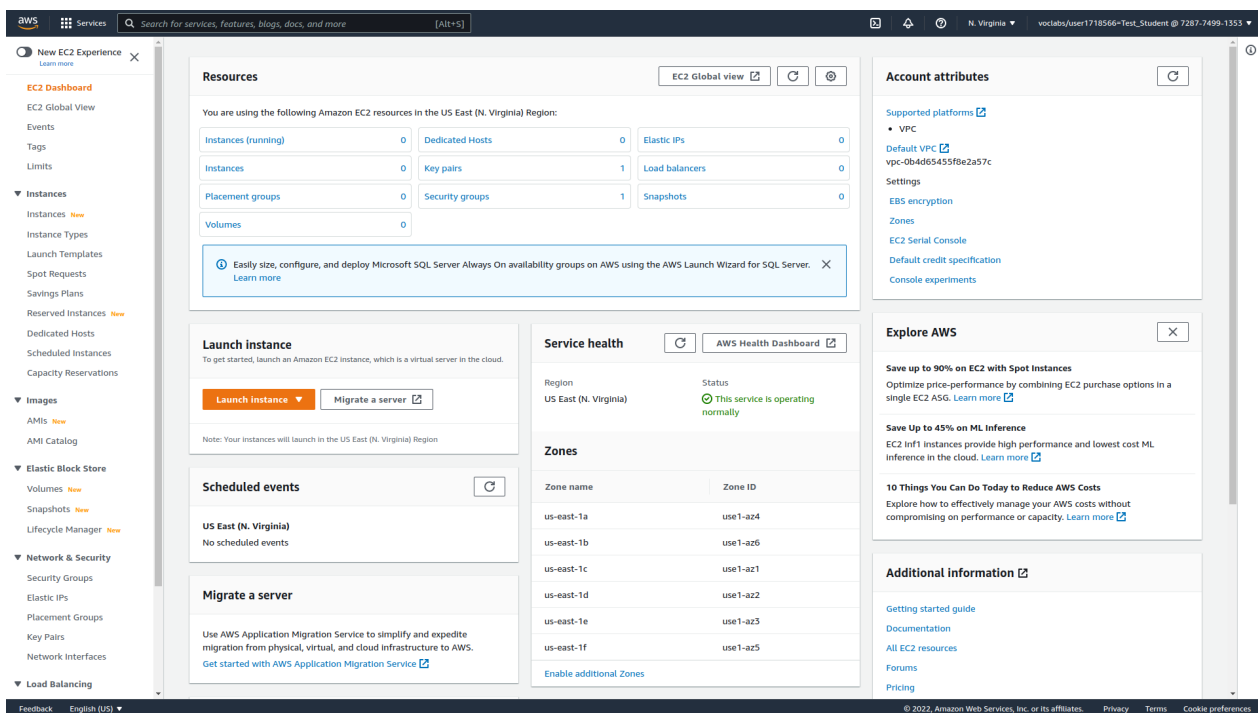 aws
Services
Search for services, features, blogs, docs, and more
[Alt+S]
N. Virginia ▼
voclabs/user1718566=Test_Student @ 7287-7499-1353 ▼
New EC2 Experience
Learn more
EC2 Dashboard
EC2 Global View
Events
Tags
Limits
▼ Instances
Instances New
Instance Types
Launch Templates
Spot Requests
Savings Plans
Reserved Instances New
Dedicated Hosts
Scheduled Instances
Capacity Reservations
▼ Images
AMIs New
AMI Catalog
▼ Elastic Block Store
Volumes New
Snapshots New
Lifecycle Manager New
▼ Network & Security
Security Groups
Elastic IPs
Placement Groups
Key Pairs
Network Interfaces
▼ Load Balancing
Resources
EC2 Global view
You are using the following Amazon EC2 resources in the US East (N. Virginia) Region:
Instances (running) 0
Dedicated Hosts 0
Elastic IPs 0
Instances 0
Key pairs 1
Load balancers 0
Placement groups 0
Security groups 1
Snapshots 0
Volumes 0
Easily size, configure, and deploy Microsoft SQL Server Always On availability groups on AWS using the AWS Launch Wizard for SQL Server.
Learn more
Launch instance
To get started, launch an Amazon EC2 instance, which is a virtual server in the cloud.
Launch instance ▼
Migrate a server
Note: Your instances will launch in the US East (N. Virginia) Region
Scheduled events
US East (N. Virginia)
No scheduled events
Migrate a server
Use AWS Application Migration Service to simplify and expedite
migration from physical, virtual, and cloud infrastructure to AWS.
Get started with AWS Application Migration Service
Service health
AWS Health Dashboard
Region
US East (N. Virginia)
Status
This service is operating
normally
Zones
Zone name Zone ID
us-east-1a use1-az4
us-east-1b use1-az6
us-east-1c use1-az1
us-east-1d use1-az2
us-east-1e use1-az3
us-east-1f use1-az5
Enable additional Zones
Account attributes
Supported platforms
• VPC
Default VPC
vpc-0b4d65455f8e2a57c
Settings
EBS encryption
Zones
EC2 Serial Console
Default credit specification
Console experiments
Explore AWS
Save up to 90% on EC2 with Spot Instances
Optimize price-performance by combining EC2 purchase options in a
single EC2 ASG. Learn more
Save Up to 45% on ML Inference
EC2 Inf1 instances provide high performance and lowest cost ML
inference in the cloud. Learn more
10 Things You Can Do Today to Reduce AWS Costs
Explore how to effectively manage your AWS costs without
compromising on performance or capacity. Learn more
Additional information
Getting started guide
Documentation
All EC2 resources
Forums
Pricing
Feedback
English (US) ▼
© 2022, Amazon Web Services, Inc. or its affiliates.
Privacy
Terms
Cookie preferences